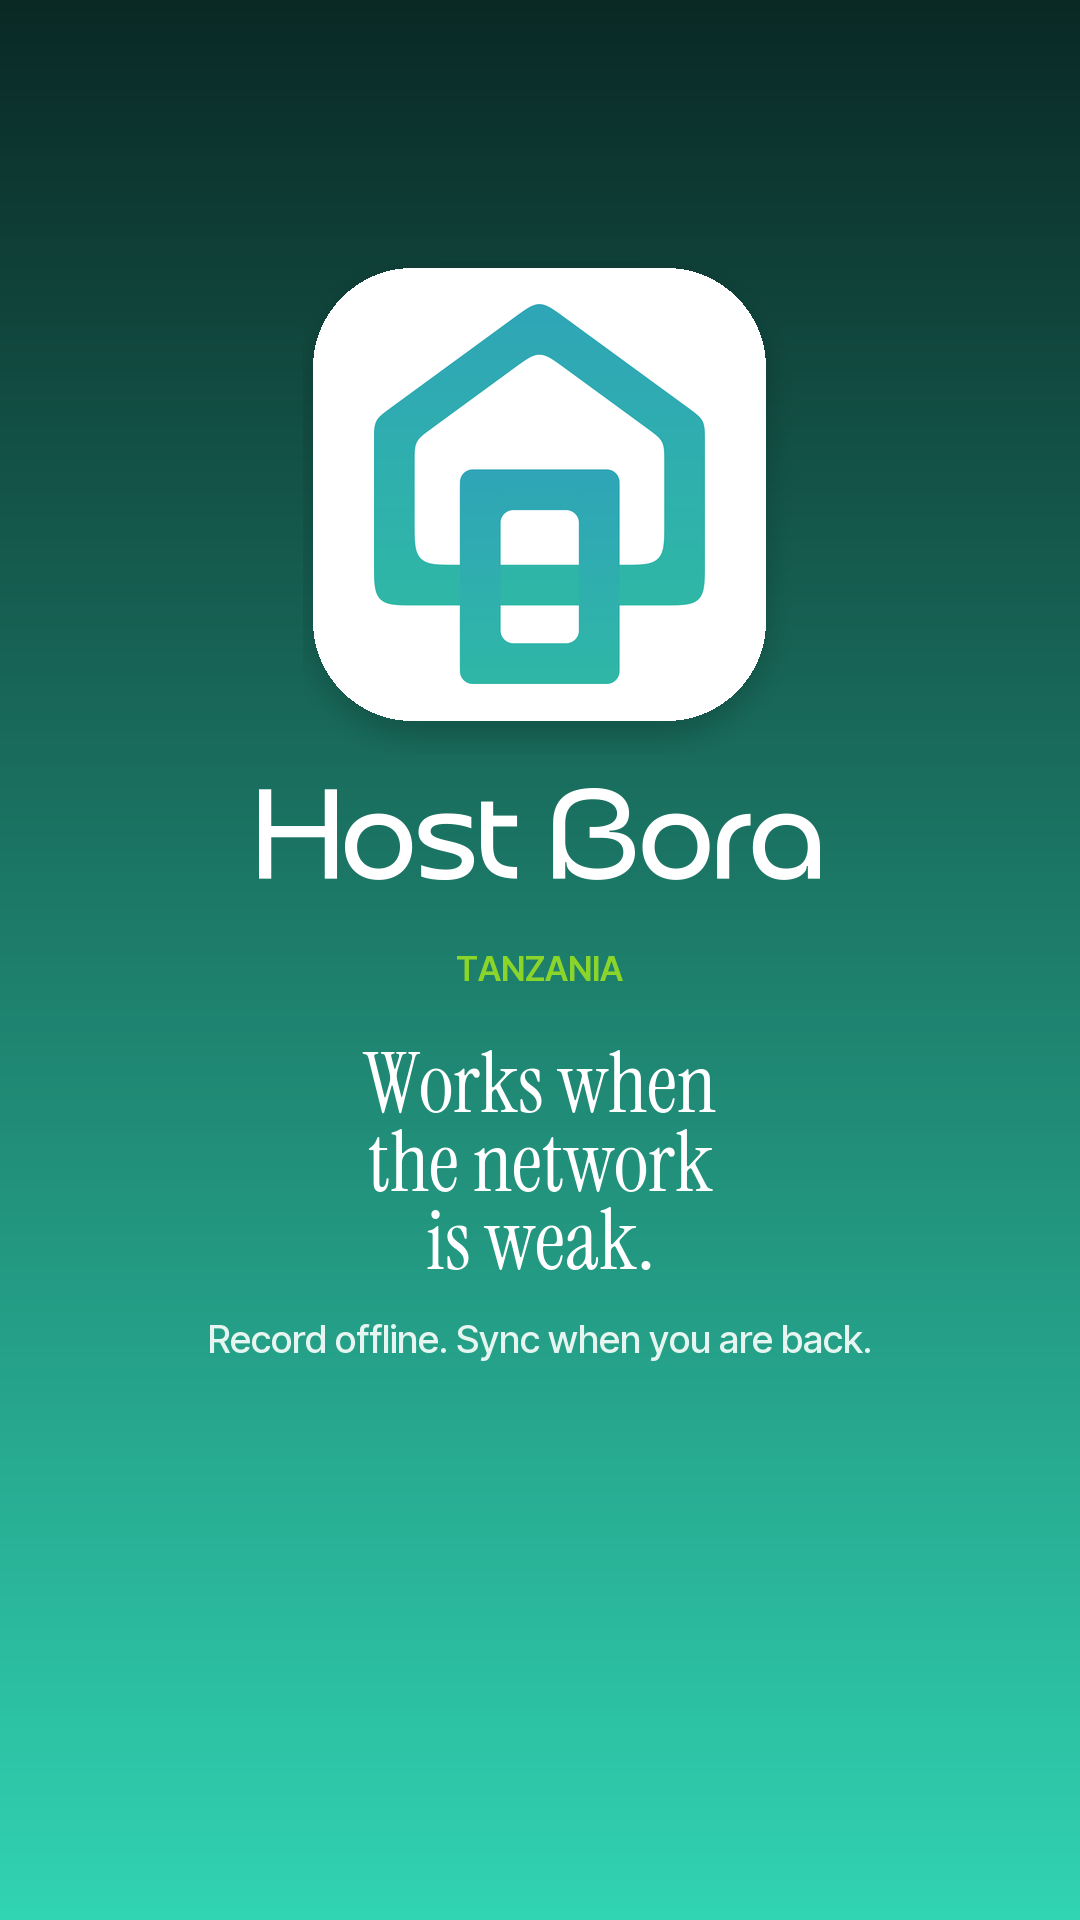 Host Bora
TANZANIA
Works when
the network
is weak.
Record offline. Sync when you are back.